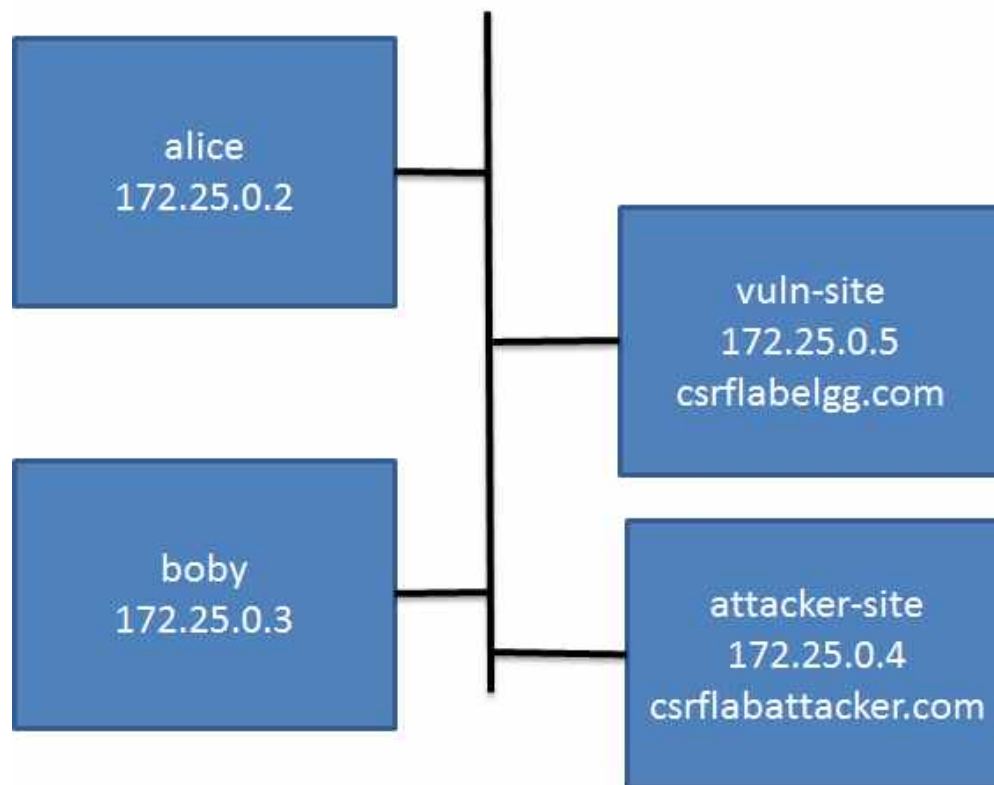 alice
172.25.0.2
vuln-site
172.25.0.5
csrflabelgg.com
boby
172.25.0.3
attacker-site
172.25.0.4
csrflabattacker.com